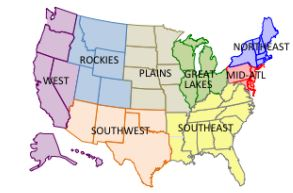 NORTHEAST
ROCKIES
PLAINS
GREAT
LAKES
MID-ATL
WEST
SOUTHWEST
SOUTHEAST